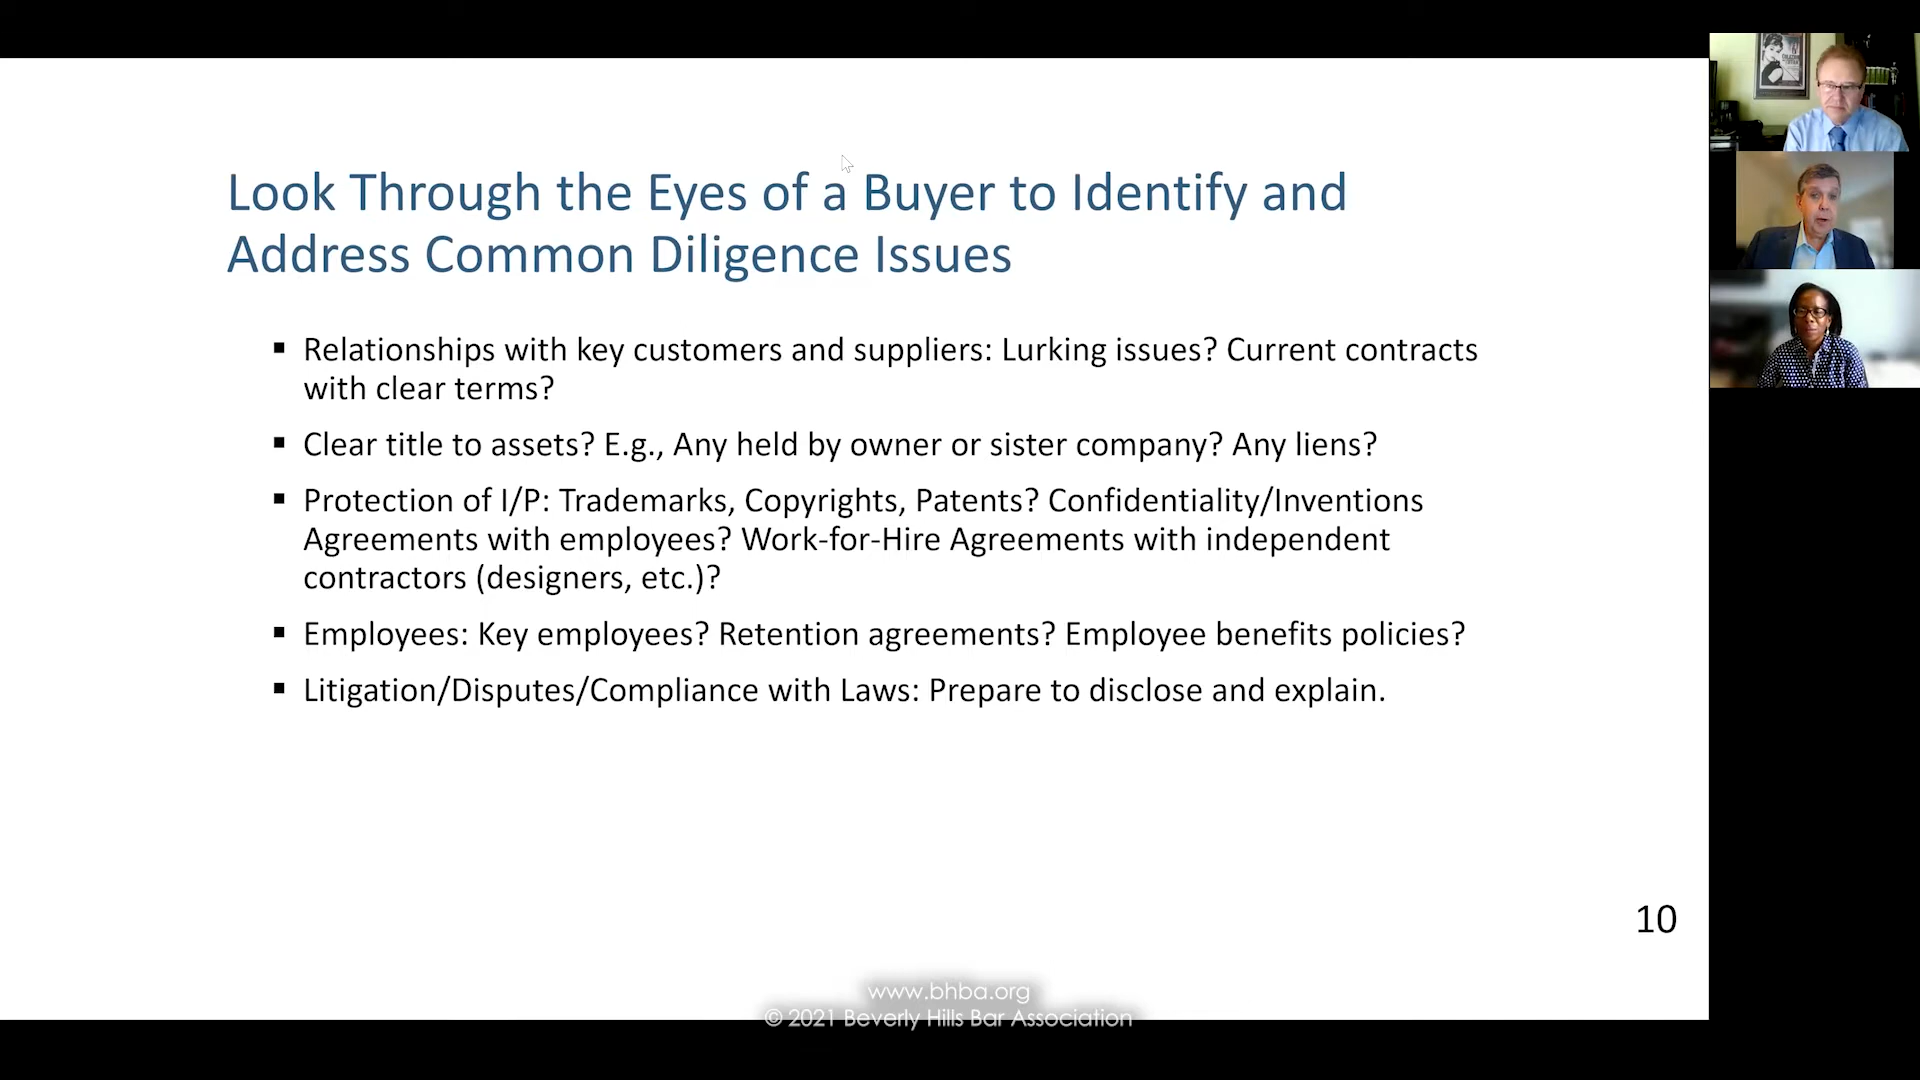 Look Through the Eyes of a Buyer to Identify and
Address Common Diligence Issues
▪ Relationships with key customers and suppliers: Lurking issues? Current contracts
with clear terms?
▪ Clear title to assets? E.g., Any held by owner or sister company? Any liens?
▪ Protection of I/P: Trademarks, Copyrights, Patents? Confidentiality/Inventions
Agreements with employees? Work-for-Hire Agreements with independent
contractors (designers, etc.)?
▪ Employees: Key employees? Retention agreements? Employee benefits policies?
▪ Litigation/Disputes/Compliance with Laws: Prepare to disclose and explain.
10
www.bhba.org
© 2021 Beverly Hills Bar Association